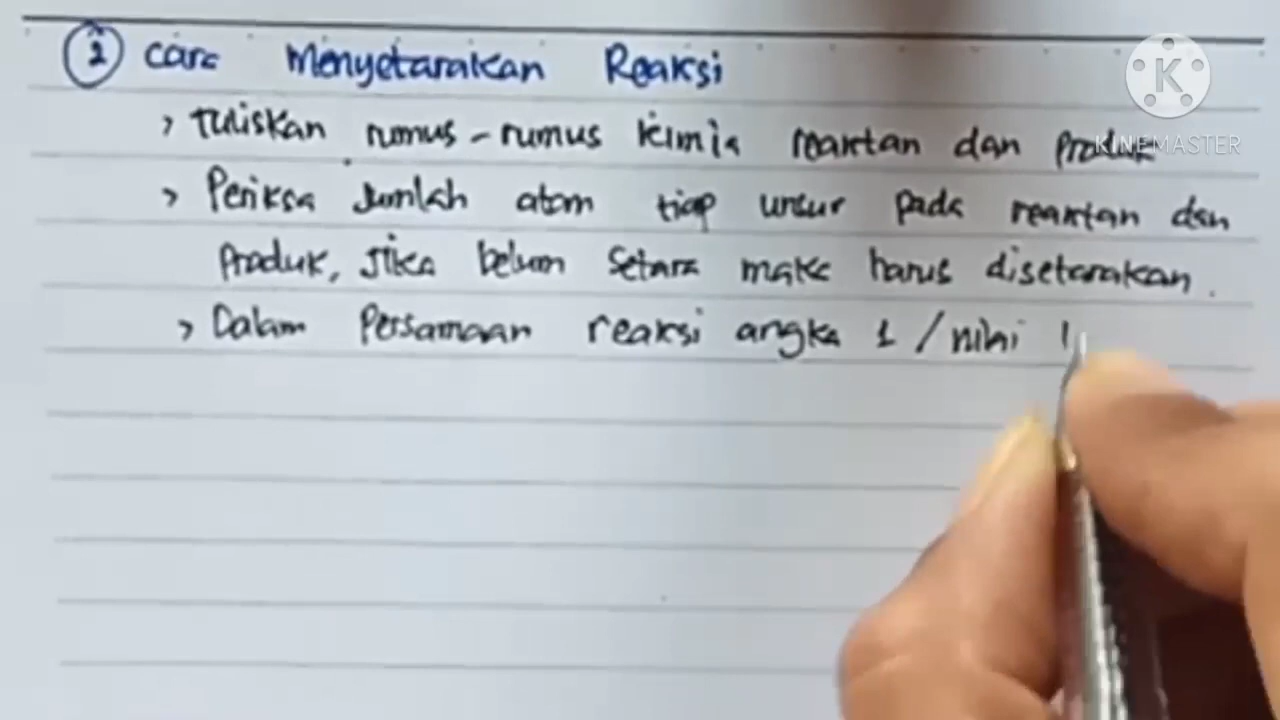 2 Cara Menyetarakan Reaksi
> Tuliskan rumus-rumus kimia reaktan dan produk
> Periksa Jumlah atom tiap unsur pada reaktan dan
Produk, Jika belum Setara maka harus disetarakan.
> Dalam Persamaan reaksi angka 1 / nilai
KINEMASTER